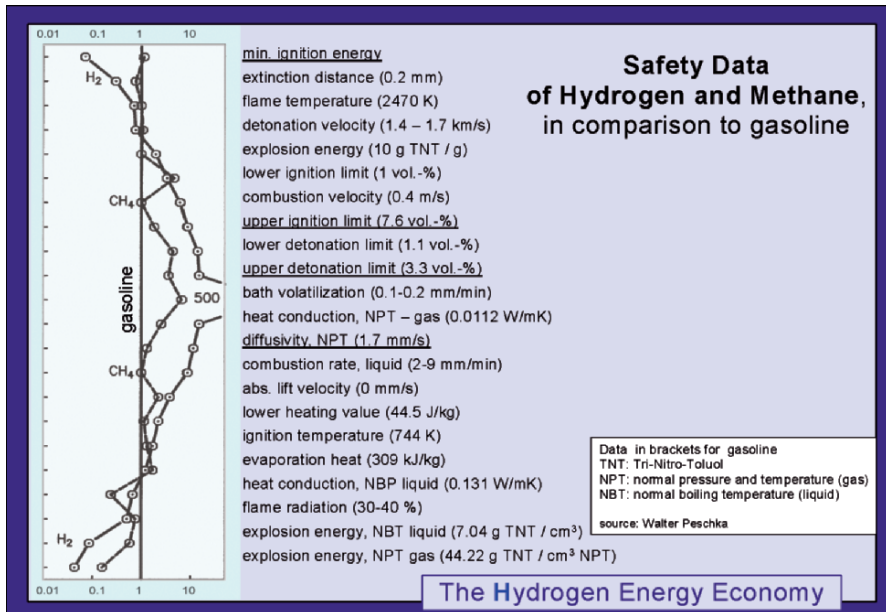 0.01 0.1 1 10
H2
CH4
gasoline
500
CH4
H2
0.01 0.1 1 10
min. ignition energy
extinction distance (0.2 mm)
flame temperature (2470 K)
detonation velocity (1.4 – 1.7 km/s)
explosion energy (10 g TNT / g)
lower ignition limit (1 vol.-%)
combustion velocity (0.4 m/s)
upper ignition limit (7.6 vol.-%)
lower detonation limit (1.1 vol.-%)
upper detonation limit (3.3 vol.-%)
bath volatilization (0.1-0.2 mm/min)
heat conduction, NPT – gas (0.0112 W/mK)
diffusivity, NPT (1.7 mm/s)
combustion rate, liquid (2-9 mm/min)
abs. lift velocity (0 mm/s)
lower heating value (44.5 J/kg)
ignition temperature (744 K)
evaporation heat (309 kJ/kg)
heat conduction, NBP liquid (0.131 W/mK)
flame radiation (30-40 %)
explosion energy, NBT liquid (7.04 g TNT / cm³)
explosion energy, NPT gas (44.22 g TNT / cm³ NPT)
Safety Data
of Hydrogen and Methane,
in comparison to gasoline
Data in brackets for gasoline
TNT: Tri-Nitro-Toluol
NPT: normal pressure and temperature (gas)
NBT: normal boiling temperature (liquid)
source: Walter Peschka
The Hydrogen Energy Economy